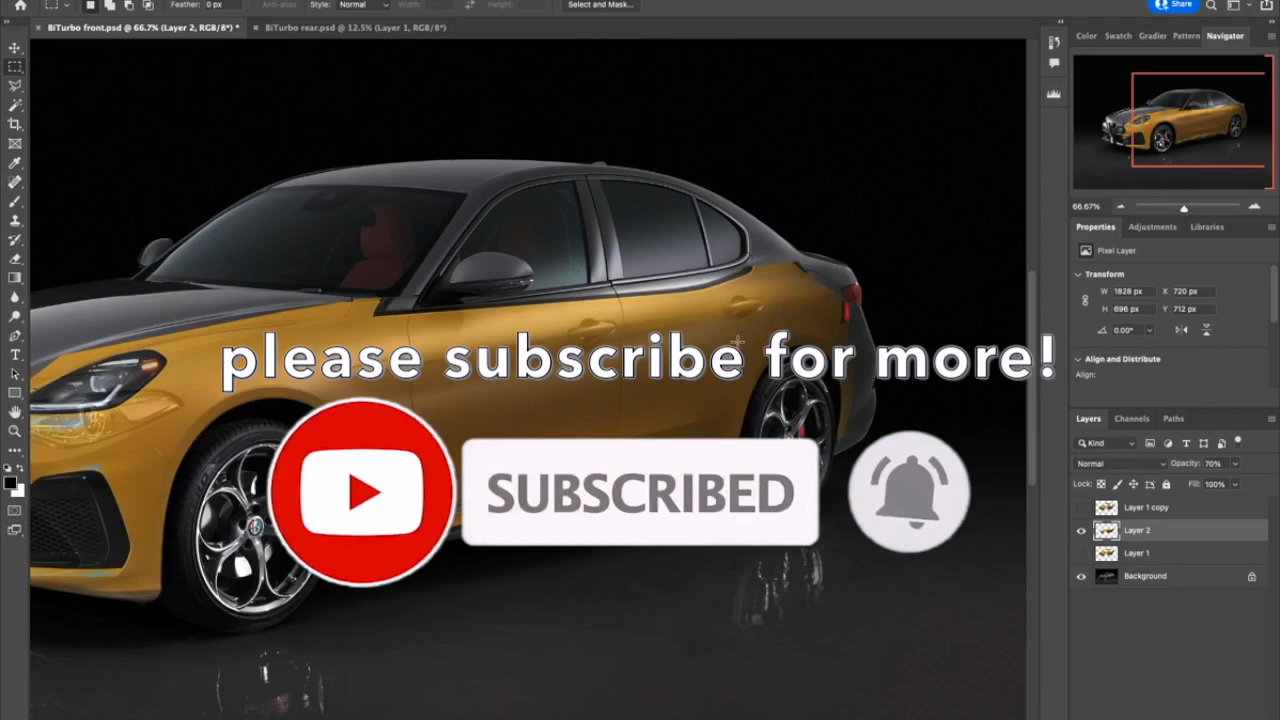 Feather: 0 px Anti-alias Style: Normal Width: Height: Select and Mask... Share
BiTurbo front.psd @ 66.7% (Layer 2, RGB/8*) * BiTurbo rear.psd @ 12.5% (Layer 1, RGB/8*)
Color Swatch Gradier Pattern Navigator
66.67%
Properties Adjustments Libraries
Pixel Layer
Transform
W 1828 px X 720 px
H 696 px Y 712 px
0.00°
Align and Distribute
Align:
please subscribe for more!
SUBSCRIBED
Layers Channels Paths
Kind
Normal Opacity: 70%
Lock: Fill: 100%
Layer 1 copy
Layer 2
Layer 1
Background